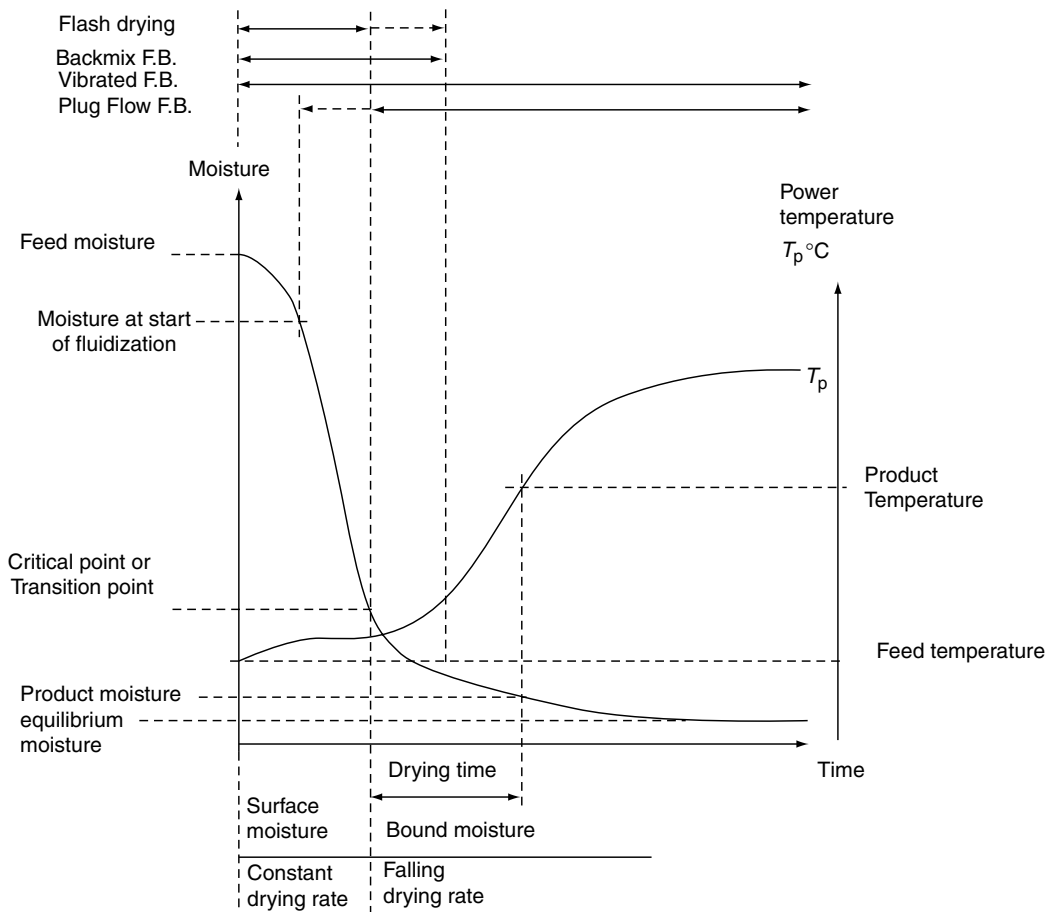 Flash drying
Backmix F.B.
Vibrated F.B.
Plug Flow F.B.
Moisture
Power
temperature
Tp °C
Feed moisture
Moisture at start
of fluidization
Tp
Product
Temperature
Critical point or
Transition point
Feed temperature
Product moisture
equilibrium
moisture
Drying time
Time
Surface
moisture
Bound moisture
Constant
drying rate
Falling
drying rate